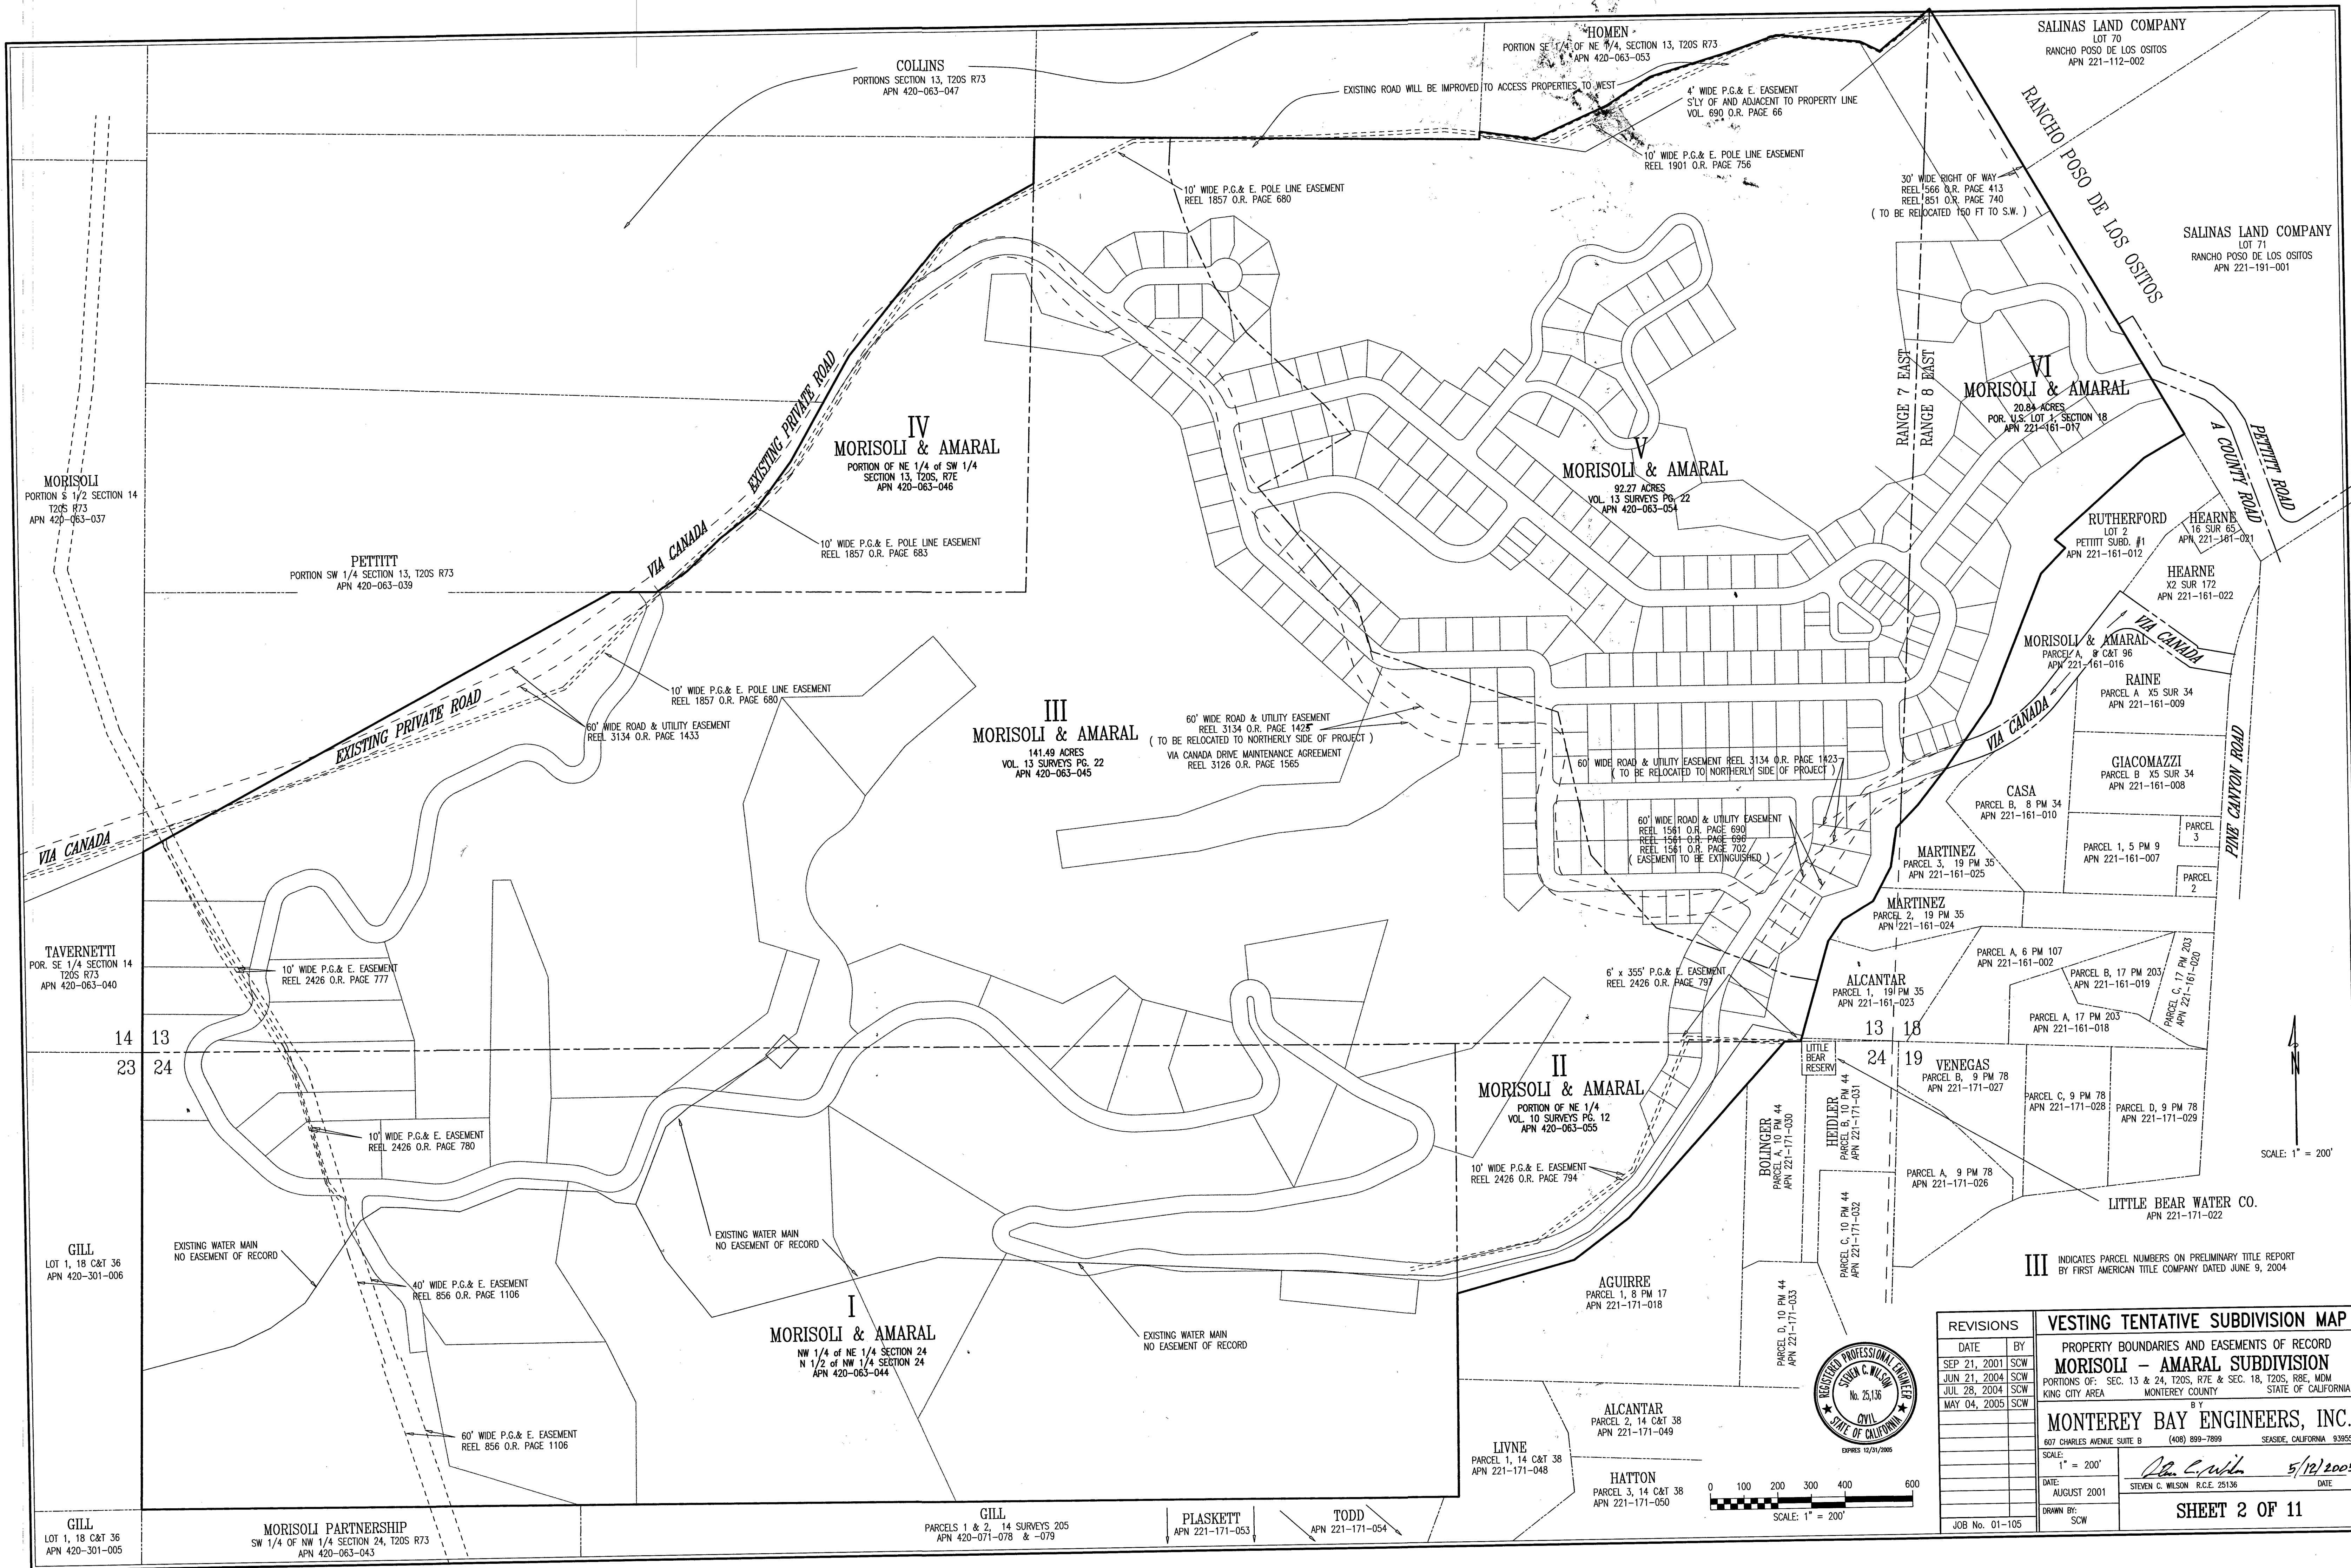 COLLINS
PORTIONS SECTION 13, T20S R73
APN 420-063-047
HOMEN
PORTION SE 1/4 OF NE 1/4, SECTION 13, T20S R73
APN 420-063-053
EXISTING ROAD WILL BE IMPROVED TO ACCESS PROPERTIES TO WEST
4' WIDE P.G.& E. EASEMENT
S'LY OF AND ADJACENT TO PROPERTY LINE
VOL. 690 O.R. PAGE 66
SALINAS LAND COMPANY
LOT 70
RANCHO POSO DE LOS OSITOS
APN 221-112-002
RANCHO POSO DE LOS OSITOS
10' WIDE P.G.& E. POLE LINE EASEMENT
REEL 1901 O.R. PAGE 756
10' WIDE P.G.& E. POLE LINE EASEMENT
REEL 1857 O.R. PAGE 680
30' WIDE RIGHT OF WAY
REEL 566 O.R. PAGE 413
REEL 851 O.R. PAGE 740
( TO BE RELOCATED 150 FT TO S.W. )
SALINAS LAND COMPANY
LOT 71
RANCHO POSO DE LOS OSITOS
APN 221-191-001
EXISTING PRIVATE ROAD
IV
MORISOLI & AMARAL
PORTION OF NE 1/4 of SW 1/4
SECTION 13, T20S, R7E
APN 420-063-046
V
MORISOLI & AMARAL
92.27 ACRES
VOL. 13 SURVEYS PG. 22
APN 420-063-054
RANGE 7 EAST
RANGE 8 EAST
VI
MORISOLI & AMARAL
20.84 ACRES
POR. U.S. LOT 1, SECTION 18
APN 221-161-017
PETTITT ROAD
A COUNTY ROAD
MORISOLI
PORTION S 1/2 SECTION 14
T20S R73
APN 420-063-037
PETTITT
PORTION SW 1/4 SECTION 13, T20S R73
APN 420-063-039
VIA CANADA
10' WIDE P.G.& E. POLE LINE EASEMENT
REEL 1857 O.R. PAGE 683
RUTHERFORD
LOT 2
PETTITT SUBD. #1
APN 221-161-012
HEARNE
16 SUR 65
APN 221-161-021
HEARNE
X2 SUR 172
APN 221-161-022
VIA CANADA
MORISOLI & AMARAL
PARCEL A, 8 C&T 96
APN 221-161-016
RAINE
PARCEL A X5 SUR 34
APN 221-161-009
EXISTING PRIVATE ROAD
10' WIDE P.G.& E. POLE LINE EASEMENT
REEL 1857 O.R. PAGE 680
60' WIDE ROAD & UTILITY EASEMENT
REEL 3134 O.R. PAGE 1433
III
MORISOLI & AMARAL
141.49 ACRES
VOL. 13 SURVEYS PG. 22
APN 420-063-045
60' WIDE ROAD & UTILITY EASEMENT
REEL 3134 O.R. PAGE 1425
( TO BE RELOCATED TO NORTHERLY SIDE OF PROJECT )
VIA CANADA DRIVE MAINTENANCE AGREEMENT
REEL 3126 O.R. PAGE 1565
60' WIDE ROAD & UTILITY EASEMENT REEL 3134 O.R. PAGE 1423
( TO BE RELOCATED TO NORTHERLY SIDE OF PROJECT )
VIA CANADA
GIACOMAZZI
PARCEL B X5 SUR 34
APN 221-161-008
PINE CANYON ROAD
CASA
PARCEL B, 8 PM 34
APN 221-161-010
60' WIDE ROAD & UTILITY EASEMENT
REEL 1561 O.R. PAGE 690
REEL 1561 O.R. PAGE 696
REEL 1561 O.R. PAGE 702
( EASEMENT TO BE EXTINGUISHED )
PARCEL
3
PARCEL 1, 5 PM 9
APN 221-161-007
PARCEL
2
VIA CANADA
MARTINEZ
PARCEL 3, 19 PM 35
APN 221-161-025
MARTINEZ
PARCEL 2, 19 PM 35
APN 221-161-024
TAVERNETTI
POR. SE 1/4 SECTION 14
T20S R73
APN 420-063-040
10' WIDE P.G.& E. EASEMENT
REEL 2426 O.R. PAGE 777
6' x 355' P.G.& E. EASEMENT
REEL 2426 O.R. PAGE 797
ALCANTAR
PARCEL 1, 19 PM 35
APN 221-161-023
PARCEL A, 6 PM 107
APN 221-161-002
PARCEL B, 17 PM 203
APN 221-161-019
PARCEL C, 17 PM 203
APN 221-161-020
PARCEL A, 17 PM 203
APN 221-161-018
14 13
23 24
13 18
24 19
LITTLE
BEAR
RESERV
II
MORISOLI & AMARAL
PORTION OF NE 1/4
VOL. 10 SURVEYS PG. 12
APN 420-063-055
VENEGAS
PARCEL B, 9 PM 78
APN 221-171-027
PARCEL C, 9 PM 78
APN 221-171-028
PARCEL D, 9 PM 78
APN 221-171-029
N
SCALE: 1" = 200'
10' WIDE P.G.& E. EASEMENT
REEL 2426 O.R. PAGE 780
10' WIDE P.G.& E. EASEMENT
REEL 2426 O.R. PAGE 794
BOLINGER
PARCEL A, 10 PM 44
APN 221-171-030
HEIDLER
PARCEL B, 10 PM 44
APN 221-171-031
PARCEL A, 9 PM 78
APN 221-171-026
PARCEL C, 10 PM 44
APN 221-171-032
LITTLE BEAR WATER CO.
APN 221-171-022
GILL
LOT 1, 18 C&T 36
APN 420-301-006
EXISTING WATER MAIN
NO EASEMENT OF RECORD
EXISTING WATER MAIN
NO EASEMENT OF RECORD
40' WIDE P.G.& E. EASEMENT
REEL 856 O.R. PAGE 1106
III INDICATES PARCEL NUMBERS ON PRELIMINARY TITLE REPORT
BY FIRST AMERICAN TITLE COMPANY DATED JUNE 9, 2004
I
MORISOLI & AMARAL
NW 1/4 of NE 1/4 SECTION 24
N 1/2 of NW 1/4 SECTION 24
APN 420-063-044
EXISTING WATER MAIN
NO EASEMENT OF RECORD
AGUIRRE
PARCEL 1, 8 PM 17
APN 221-171-018
PARCEL D, 10 PM 44
APN 221-171-033
60' WIDE P.G.& E. EASEMENT
REEL 856 O.R. PAGE 1106
ALCANTAR
PARCEL 2, 14 C&T 38
APN 221-171-049
LIVNE
PARCEL 1, 14 C&T 38
APN 221-171-048
HATTON
PARCEL 3, 14 C&T 38
APN 221-171-050
REGISTERED PROFESSIONAL ENGINEER
STEVEN C. WILSON
No. 25,136
CIVIL
STATE OF CALIFORNIA
EXPIRES 12/31/2005
0 100 200 400 600
SCALE: 1" = 200'
GILL
LOT 1, 18 C&T 36
APN 420-301-005
MORISOLI PARTNERSHIP
SW 1/4 OF NW 1/4 SECTION 24, T20S R73
APN 420-063-043
GILL
PARCELS 1 & 2, 14 SURVEYS 205
APN 420-071-078 & -079
PLASKETT
APN 221-171-053
TODD
APN 221-171-054
REVISIONS
DATE BY
SEP 21, 2001 SCW
JUN 21, 2004 SCW
JUL 28, 2004 SCW
MAY 04, 2005 SCW
JOB No. 01-105
VESTING TENTATIVE SUBDIVISION MAP
PROPERTY BOUNDARIES AND EASEMENTS OF RECORD
MORISOLI - AMARAL SUBDIVISION
PORTIONS OF: SEC. 13 & 24, T20S, R7E & SEC. 18, T20S, R8E, MDM
KING CITY AREA MONTEREY COUNTY STATE OF CALIFORNIA
BY
MONTEREY BAY ENGINEERS, INC.
607 CHARLES AVENUE SUITE B (408) 899-7899 SEASIDE, CALIFORNIA 93955
SCALE:
1" = 200'
DATE:
AUGUST 2001
DRAWN BY:
SCW
5/12/2005
STEVEN C. WILSON R.C.E. 25136 DATE
SHEET 2 OF 11